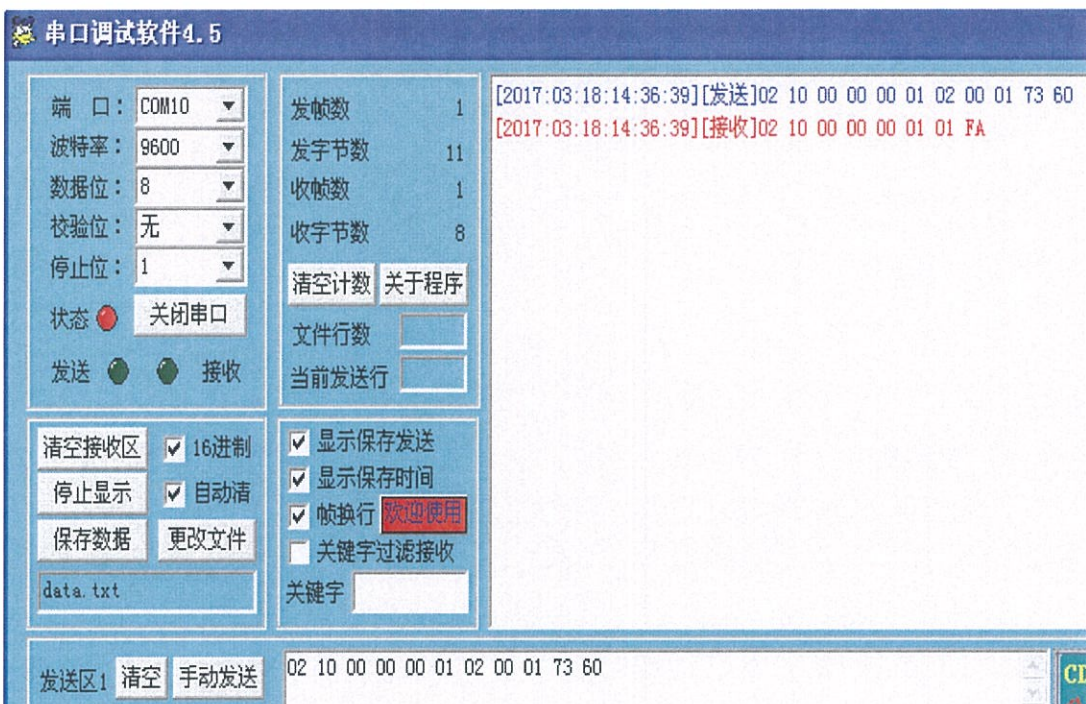 串口调试软件4.5
端 口：COM10
波特率：9600
数据位：8
校验位：无
停止位：1
状态 关闭串口
发送 接收
发帧数 1
发字节数 11
收帧数 1
收字节数 8
清空计数 关于程序
文件行数
当前发送行
[2017:03:18:14:36:39][发送]02 10 00 00 00 01 02 00 01 73 60
[2017:03:18:14:36:39][接收]02 10 00 00 00 01 01 FA
清空接收区 16进制
停止显示 自动清
保存数据 更改文件
data.txt
显示保存发送
显示保存时间
帧换行 欢迎使用
关键字过滤接收
关键字
发送区1 清空 手动发送 02 10 00 00 00 01 02 00 01 73 60